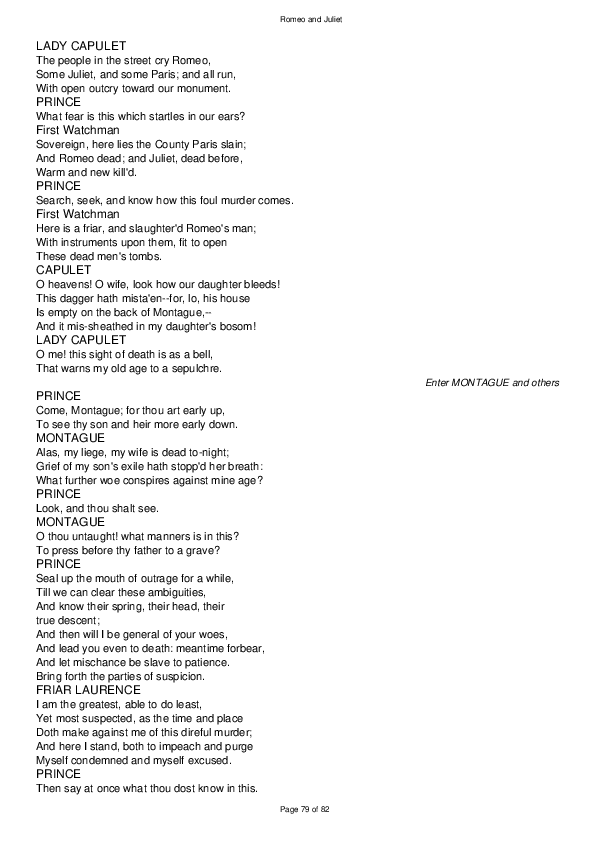 Romeo and Juliet
LADY CAPULET
The people in the street cry Romeo,
Some Juliet, and some Paris; and all run,
With open outcry toward our monument.
PRINCE
What fear is this which startles in our ears?
First Watchman
Sovereign, here lies the County Paris slain;
And Romeo dead; and Juliet, dead before,
Warm and new kill'd.
PRINCE
Search, seek, and know how this foul murder comes.
First Watchman
Here is a friar, and slaughter'd Romeo's man;
With instruments upon them, fit to open
These dead men's tombs.
CAPULET
O heavens! O wife, look how our daughter bleeds!
This dagger hath mista'en--for, lo, his house
Is empty on the back of Montague,--
And it mis-sheathed in my daughter's bosom!
LADY CAPULET
O me! this sight of death is as a bell,
That warns my old age to a sepulchre.
Enter MONTAGUE and others
PRINCE
Come, Montague; for thou art early up,
To see thy son and heir more early down.
MONTAGUE
Alas, my liege, my wife is dead to-night;
Grief of my son's exile hath stopp'd her breath:
What further woe conspires against mine age?
PRINCE
Look, and thou shalt see.
MONTAGUE
O thou untaught! what manners is in this?
To press before thy father to a grave?
PRINCE
Seal up the mouth of outrage for a while,
Till we can clear these ambiguities,
And know their spring, their head, their
true descent;
And then will I be general of your woes,
And lead you even to death: meantime forbear,
And let mischance be slave to patience.
Bring forth the parties of suspicion.
FRIAR LAURENCE
I am the greatest, able to do least,
Yet most suspected, as the time and place
Doth make against me of this direful murder;
And here I stand, both to impeach and purge
Myself condemned and myself excused.
PRINCE
Then say at once what thou dost know in this.
Page 79 of 82